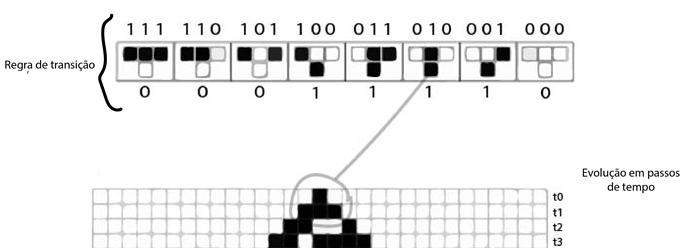 111 110 101 100 011 010 001 000
Regra de transição
0 0 0 1 1 1 1 0
Evolução em passos
de tempo
t0
t1
t2
t3